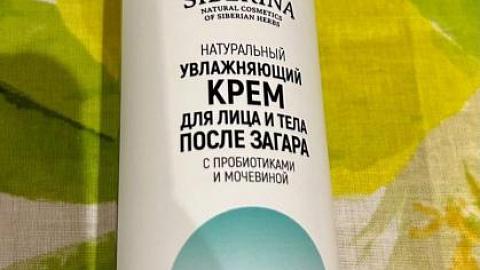 SIBERINA
NATURAL COSMETICS
OF SIBERIAN HERBS
НАТУРАЛЬНЫЙ
УВЛАЖНЯЮЩИЙ
КРЕМ
ДЛЯ ЛИЦА И ТЕЛА
ПОСЛЕ ЗАГАРА
С ПРОБИОТИКАМИ
И МОЧЕВИНОЙ